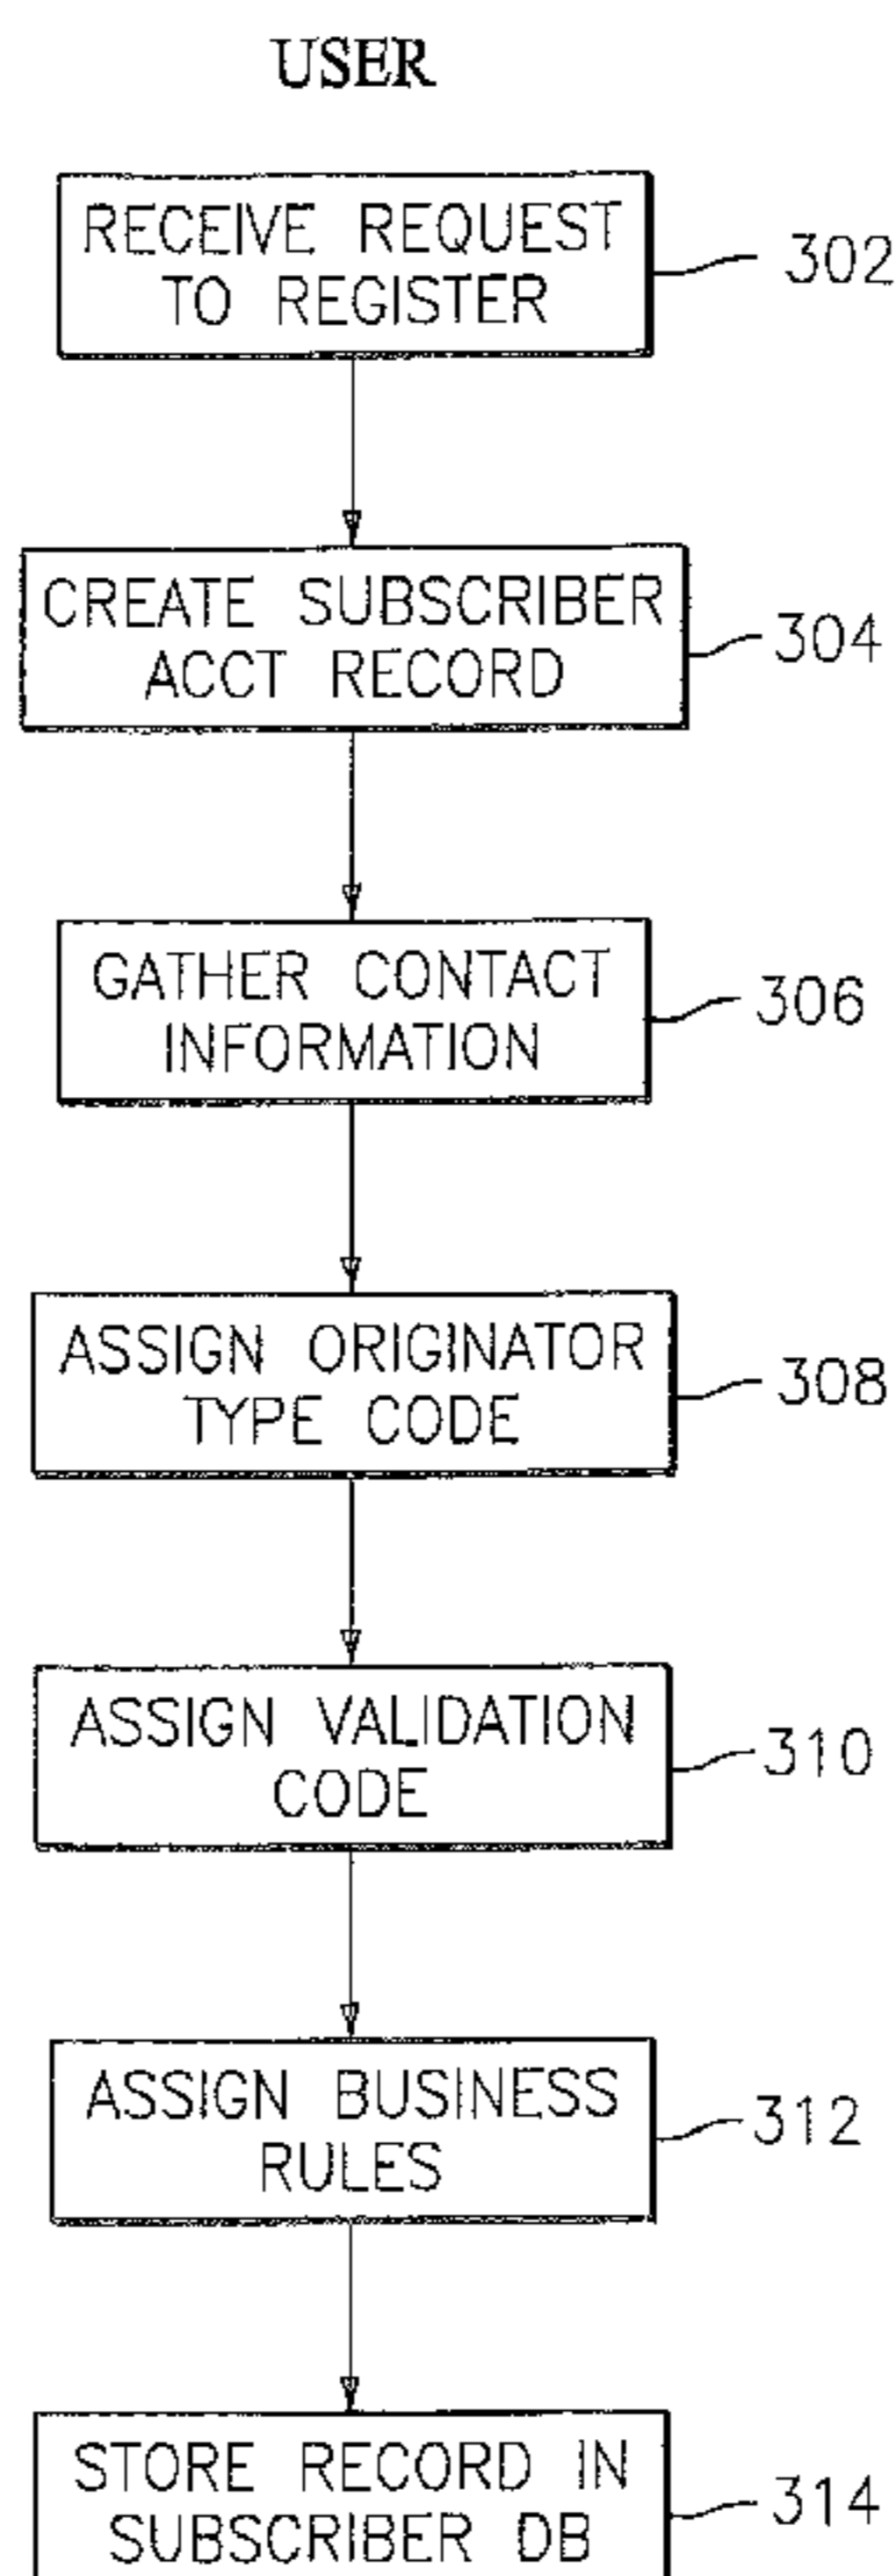 USER
RECEIVE REQUEST
TO REGISTER
302
CREATE SUBSCRIBER
ACCT RECORD
304
GATHER CONTACT
INFORMATION
306
ASSIGN ORIGINATOR
TYPE CODE
308
ASSIGN VALIDATION
CODE
310
ASSIGN BUSINESS
RULES
312
STORE RECORD IN
SUBSCRIBER DB
314